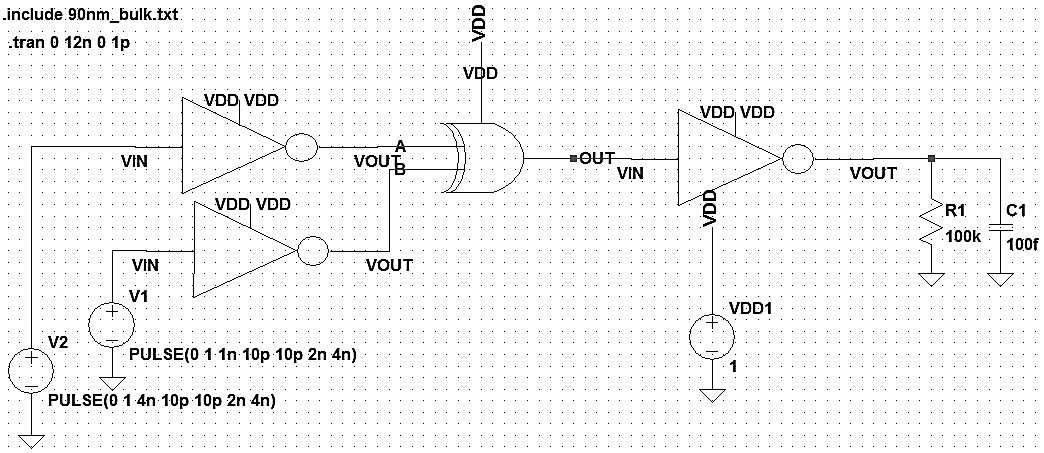 .include 90nm_bulk.txt
.tran 0 12n 0 1p
VDD
VDD
VDD VDD
VIN
VOUT
A
B
OUT
VDD VDD
VIN
VOUT
VDD VDD
VIN
VOUT
VDD
R1
100k
C1
100f
V1
PULSE(0 1 1n 10p 10p 2n 4n)
VDD1
1
V2
PULSE(0 1 4n 10p 10p 2n 4n)